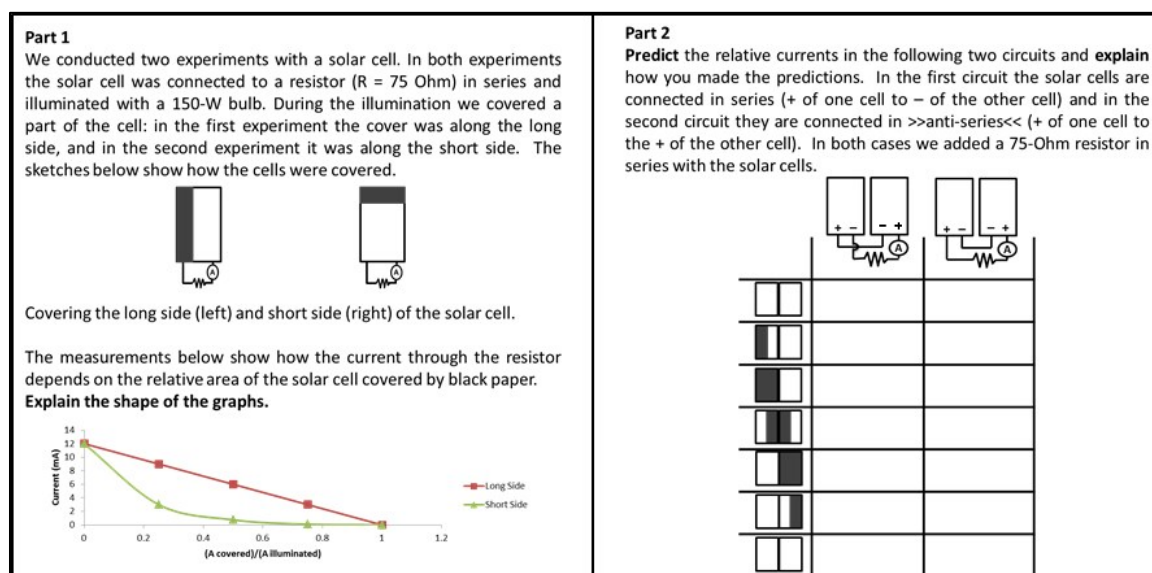 Part 1
We conducted two experiments with a solar cell. In both experiments
the solar cell was connected to a resistor (R = 75 Ohm) in series and
illuminated with a 150-W bulb. During the illumination we covered a
part of the cell: in the first experiment the cover was along the long
side, and in the second experiment it was along the short side. The
sketches below show how the cells were covered.
A
A
Covering the long side (left) and short side (right) of the solar cell.
The measurements below show how the current through the resistor
depends on the relative area of the solar cell covered by black paper.
Explain the shape of the graphs.
Current (mA)
14
12
10
8
6
4
2
0
0 0.2 0.4 0.6 0.8 1 1.2
(A covered)/(A illuminated)
Long Side
Short Side
Part 2
Predict the relative currents in the following two circuits and explain
how you made the predictions. In the first circuit the solar cells are
connected in series (+ of one cell to – of the other cell) and in the
second circuit they are connected in >>anti-series<< (+ of one cell to
the + of the other cell). In both cases we added a 75-Ohm resistor in
series with the solar cells.
+ – – + + – – +
A A